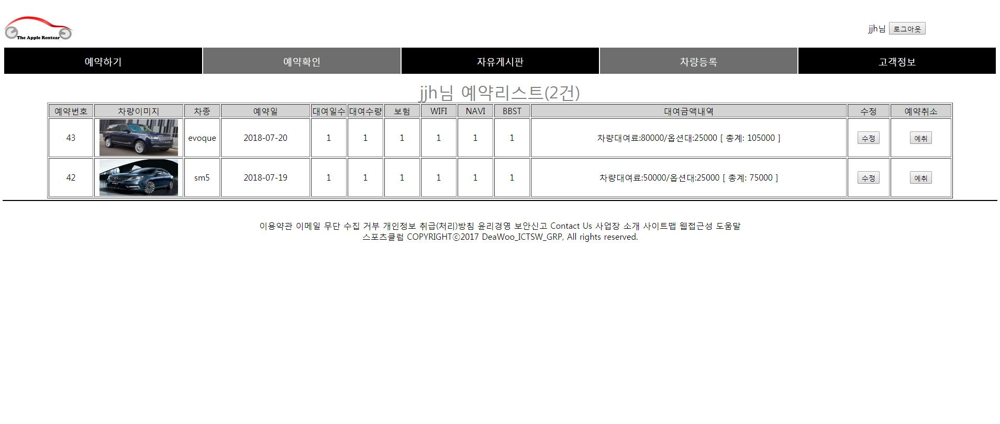 The Apple Rentcar
jjh님 로그아웃
예약하기 예약확인 자유게시판 차량등록 고객정보
jjh님 예약리스트(2건)
예약번호 차량이미지 차종 예약일 대여일수 대여수량 보험 WIFI NAVI BBST 대여금액내역 수정 예약취소
43 evoque 2018-07-20 1 1 1 1 1 1 차량대여료:80000/옵션대:25000 [ 총계: 105000 ] 수정 예취
42 sm5 2018-07-19 1 1 1 1 1 1 차량대여료:50000/옵션대:25000 [ 총계: 75000 ] 수정 예취
이용약관 이메일 무단 수집 거부 개인정보 취급(처리)방침 윤리경영 보안신고 Contact Us 사업장 소개 사이트맵 웹접근성 도움말
스포츠클럽 COPYRIGHTⓒ2017 DeaWoo_ICTSW_GRP, All rights reserved.